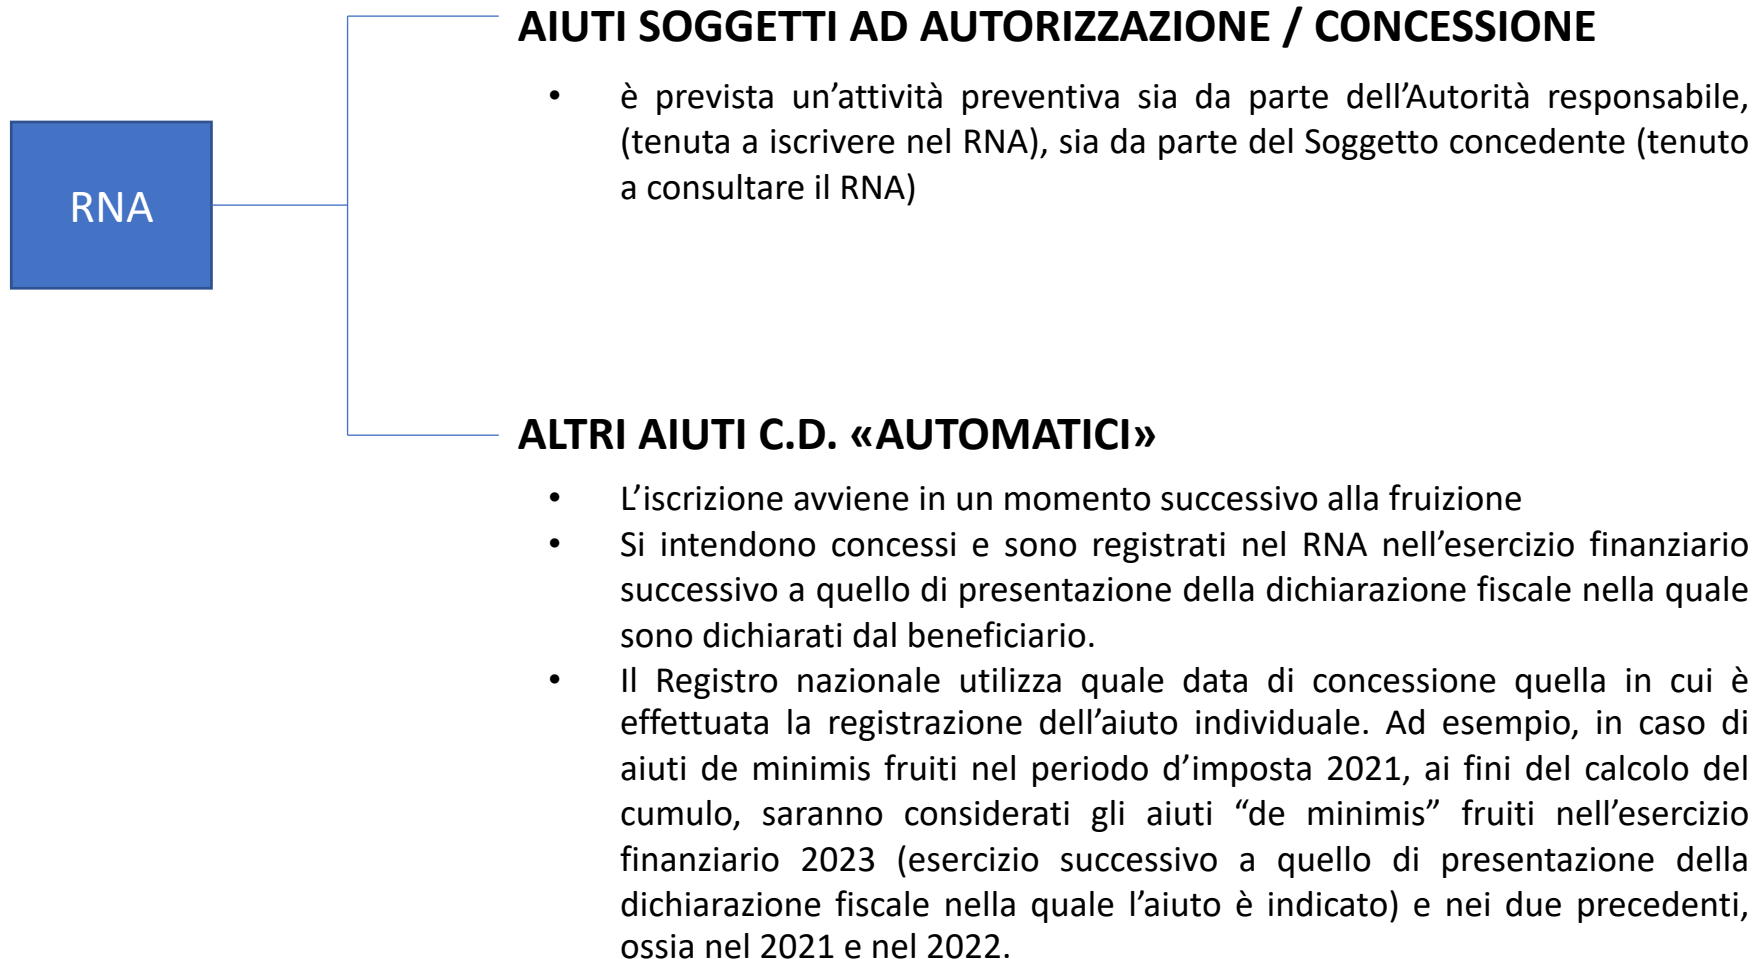 AIUTI SOGGETTI AD AUTORIZZAZIONE / CONCESSIONE
• è prevista un’attività preventiva sia da parte dell’Autorità responsabile,
(tenuta a iscrivere nel RNA), sia da parte del Soggetto concedente (tenuto
a consultare il RNA)
RNA
ALTRI AIUTI C.D. «AUTOMATICI»
• L’iscrizione avviene in un momento successivo alla fruizione
• Si intendono concessi e sono registrati nel RNA nell’esercizio finanziario
successivo a quello di presentazione della dichiarazione fiscale nella quale
sono dichiarati dal beneficiario.
• Il Registro nazionale utilizza quale data di concessione quella in cui è
effettuata la registrazione dell’aiuto individuale. Ad esempio, in caso di
aiuti de minimis fruiti nel periodo d’imposta 2021, ai fini del calcolo del
cumulo, saranno considerati gli aiuti “de minimis” fruiti nell’esercizio
finanziario 2023 (esercizio successivo a quello di presentazione della
dichiarazione fiscale nella quale l’aiuto è indicato) e nei due precedenti,
ossia nel 2021 e nel 2022.